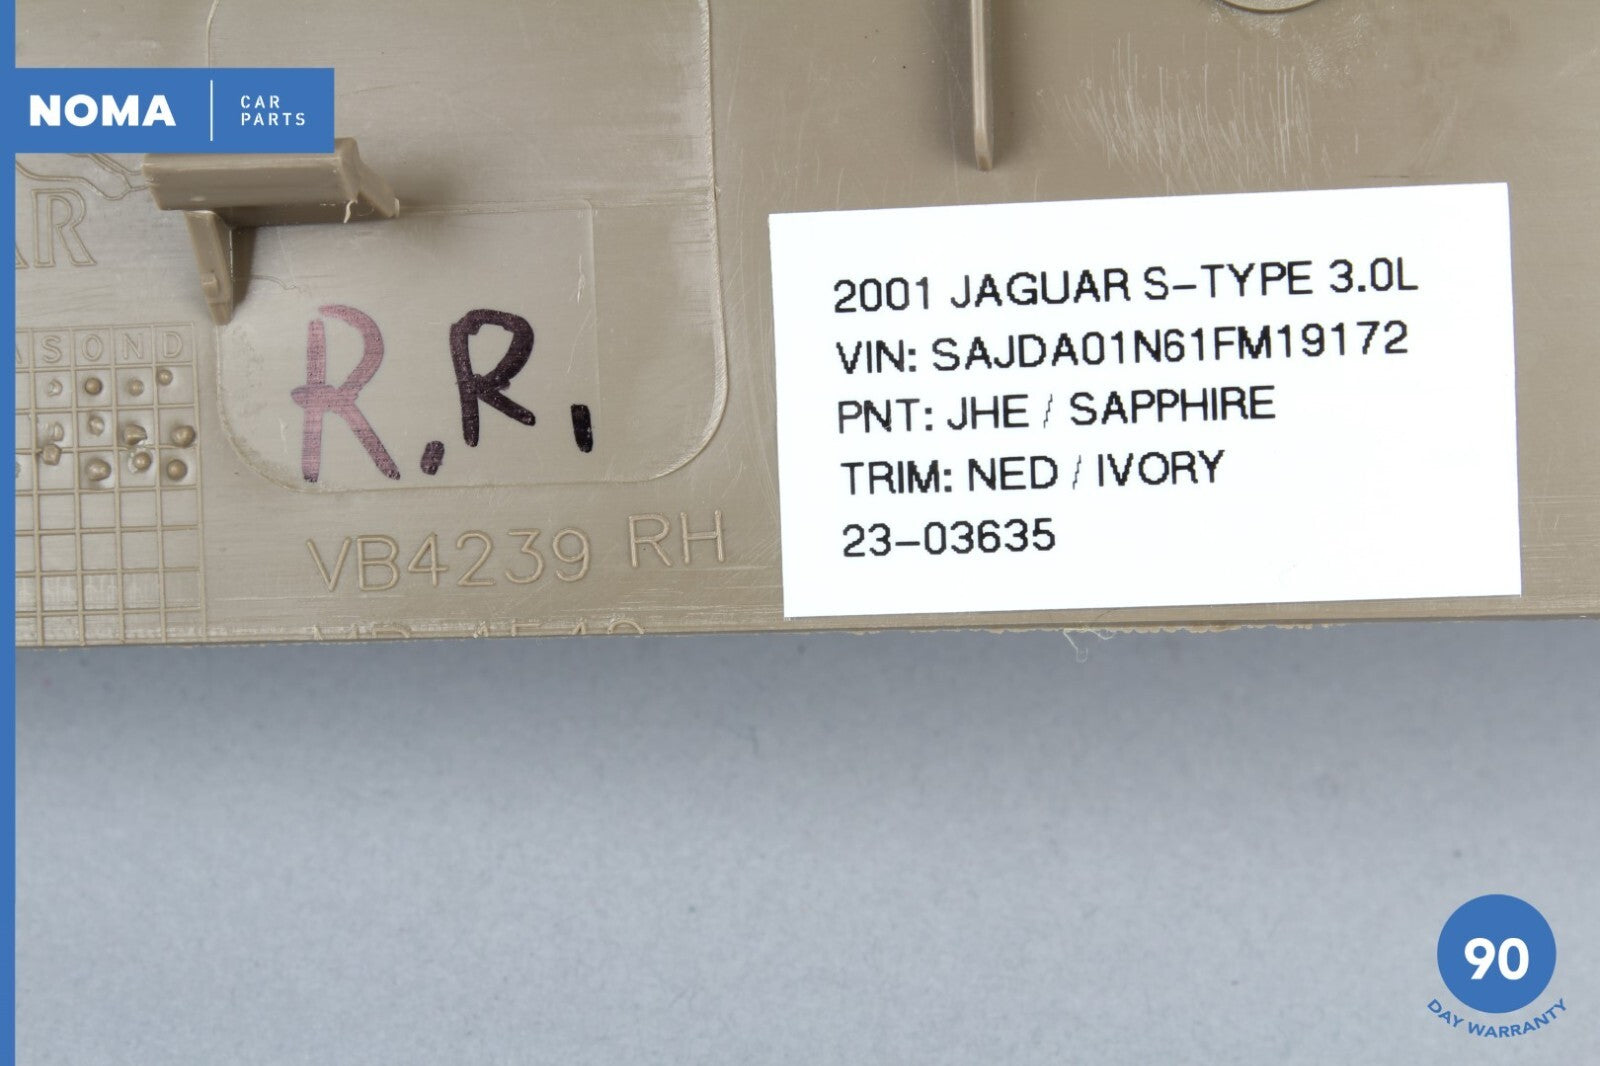 NOMA
CAR
PARTS
AR
A S O N D
R.R.
VB4239 RH
2001 JAGUAR S-TYPE 3.0L
VIN: SAJDA01N61FM19172
PNT: JHE / SAPPHIRE
TRIM: NED / IVORY
23-03635
90
DAY WARRANTY